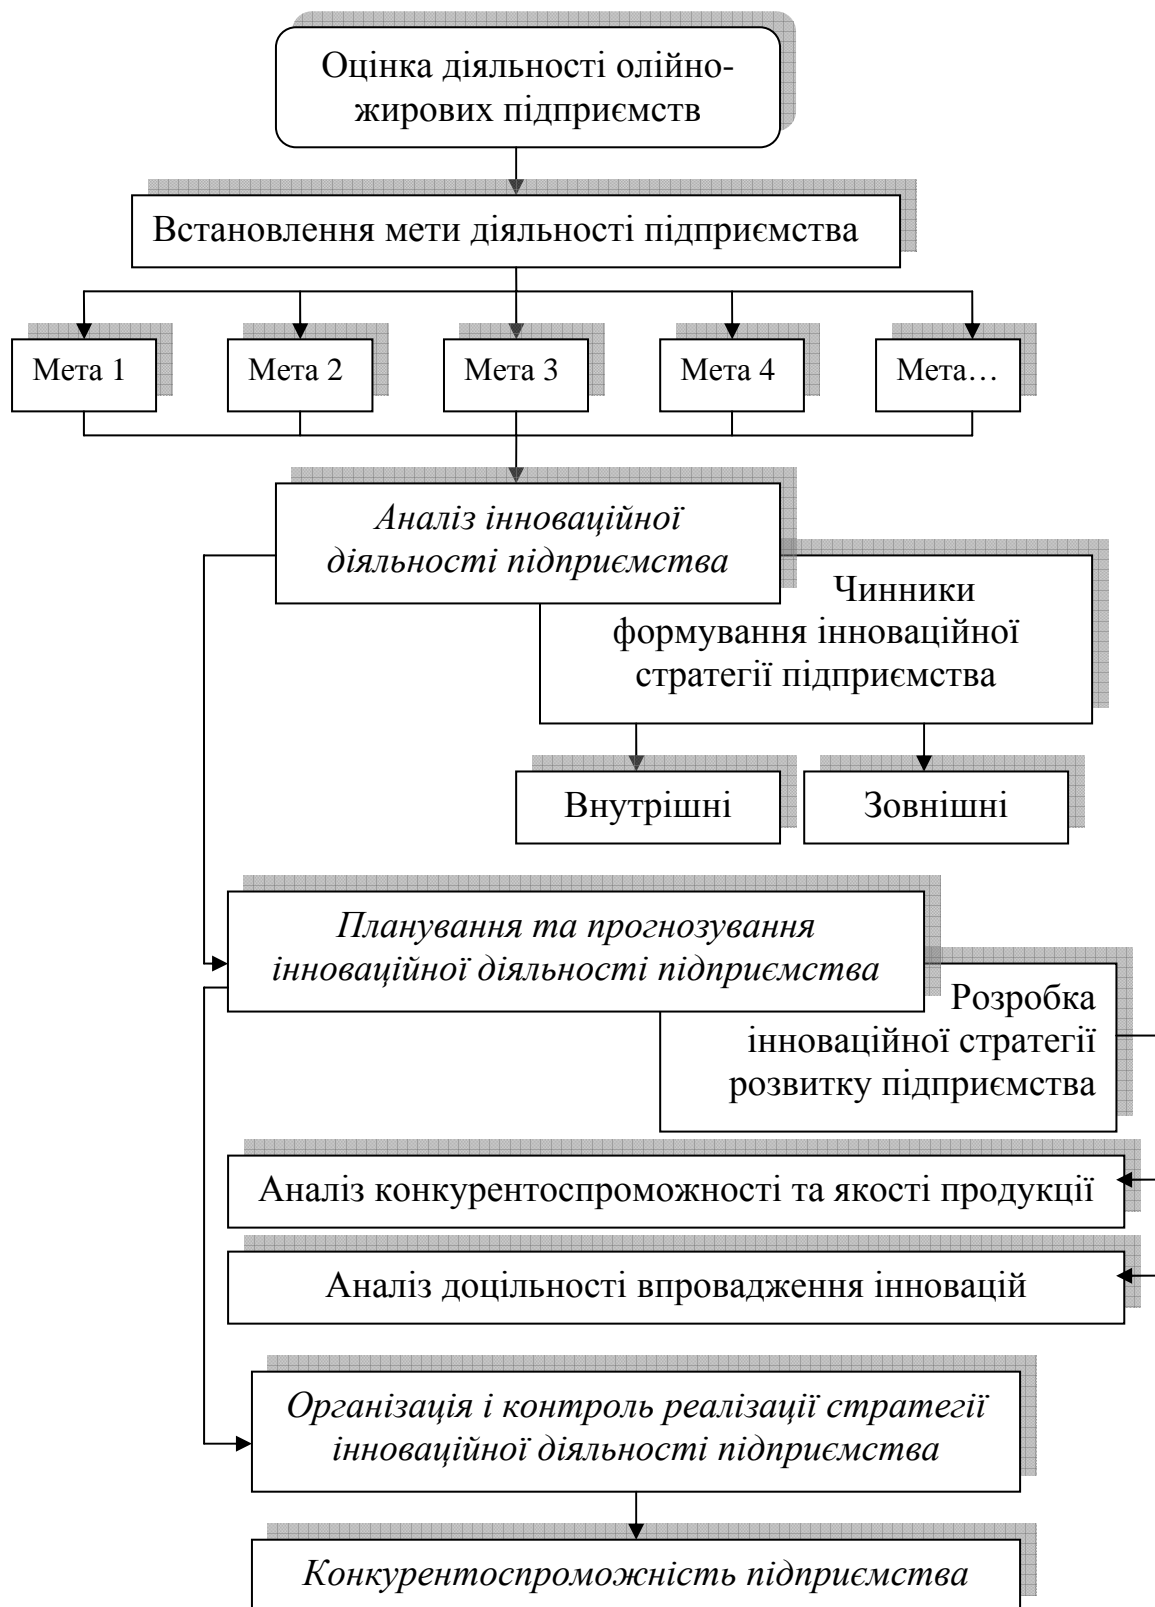 Оцінка діяльності олійно-
жирових підприємств
Встановлення мети діяльності підприємства
Мета 1
Мета 2
Мета 3
Мета 4
Мета…
Аналіз інноваційної
діяльності підприємства
Чинники
формування інноваційної
стратегії підприємства
Внутрішні
Зовнішні
Планування та прогнозування
інноваційної діяльності підприємства
Розробка
інноваційної стратегії
розвитку підприємства
Аналіз конкурентоспроможності та якості продукції
Аналіз доцільності впровадження інновацій
Організація і контроль реалізації стратегії
інноваційної діяльності підприємства
Конкурентоспроможність підприємства